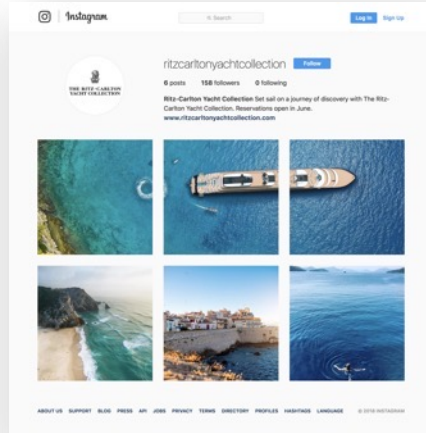 Instagram
Search
Log In Sign Up
ritzcarltonyachtcollection Follow
6 posts 158 followers 0 following
Ritz-Carlton Yacht Collection Set sail on a journey of discovery with The Ritz-
Carlton Yacht Collection. Reservations open in June.
www.ritzcarltonyachtcollection.com
THE RITZ-CARLTON
YACHT COLLECTION
ABOUT US SUPPORT BLOG PRESS API JOBS PRIVACY TERMS DIRECTORY PROFILES HASHTAGS LANGUAGE © 2018 INSTAGRAM